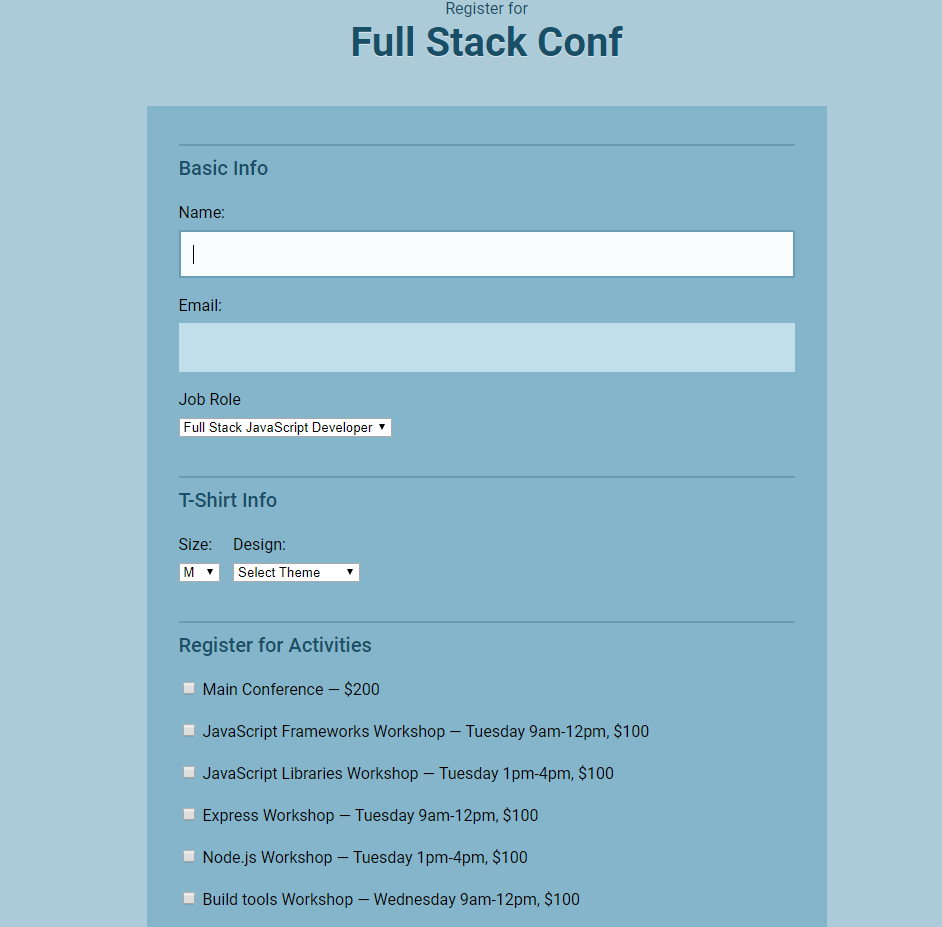 Register for
Full Stack Conf
Basic Info
Name:
Email:
Job Role
Full Stack JavaScript Developer
T-Shirt Info
Size: Design:
M Select Theme
Register for Activities
Main Conference — $200
JavaScript Frameworks Workshop — Tuesday 9am-12pm, $100
JavaScript Libraries Workshop — Tuesday 1pm-4pm, $100
Express Workshop — Tuesday 9am-12pm, $100
Node.js Workshop — Tuesday 1pm-4pm, $100
Build tools Workshop — Wednesday 9am-12pm, $100